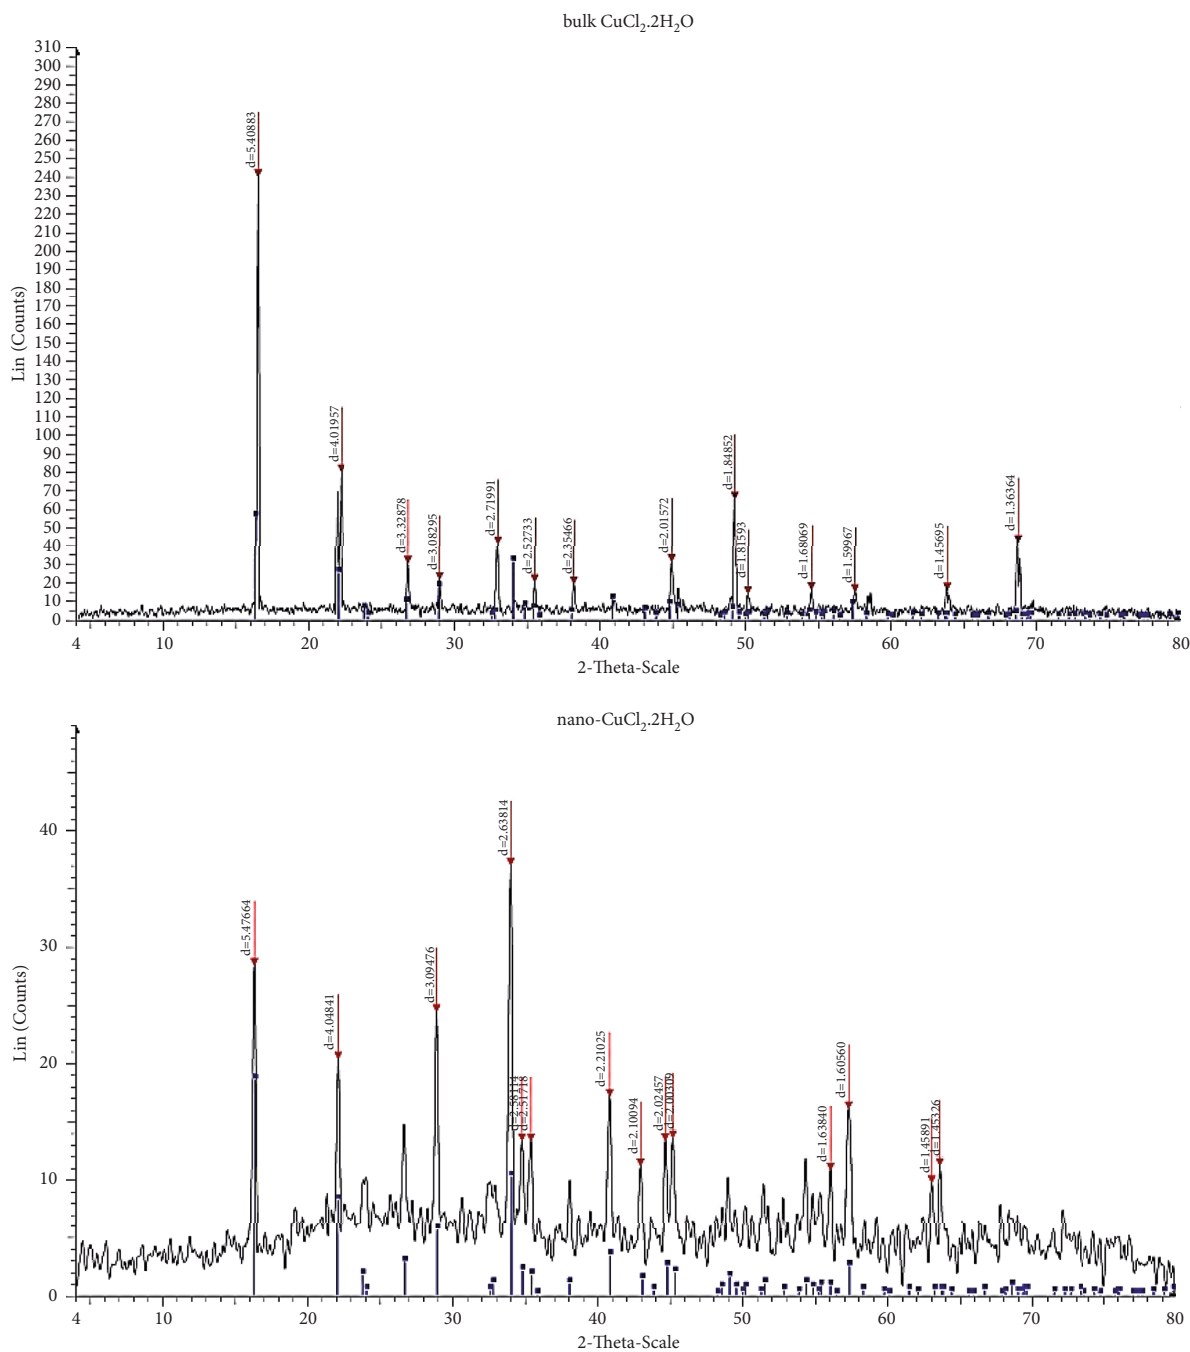 bulk CuCl₂.2H₂O
Lin (Counts)
310
300
290
280
270
260
250
240
230
220
210
200
190
180
170
160
150
140
130
120
110
100
90
80
70
60
50
40
30
20
10
0
d=5.40883
d=4.01957
d=3.32878
d=3.08295
d=2.71991
d=2.52733
d=2.35466
d=2.01572
d=1.84852
d=1.81593
d=1.68069
d=1.59967
d=1.45695
d=1.36364
4 10 20 30 40 50 60 70 80
2-Theta-Scale
nano-CuCl₂.2H₂O
Lin (Counts)
40
30
20
10
0
d=5.47664
d=4.04841
d=3.09476
d=2.63814
d=2.58114
d=2.51718
d=2.21025
d=2.10094
d=2.02457
d=2.00309
d=1.63840
d=1.60560
d=1.45891
d=1.45326
4 10 20 30 40 50 60 70 80
2-Theta-Scale